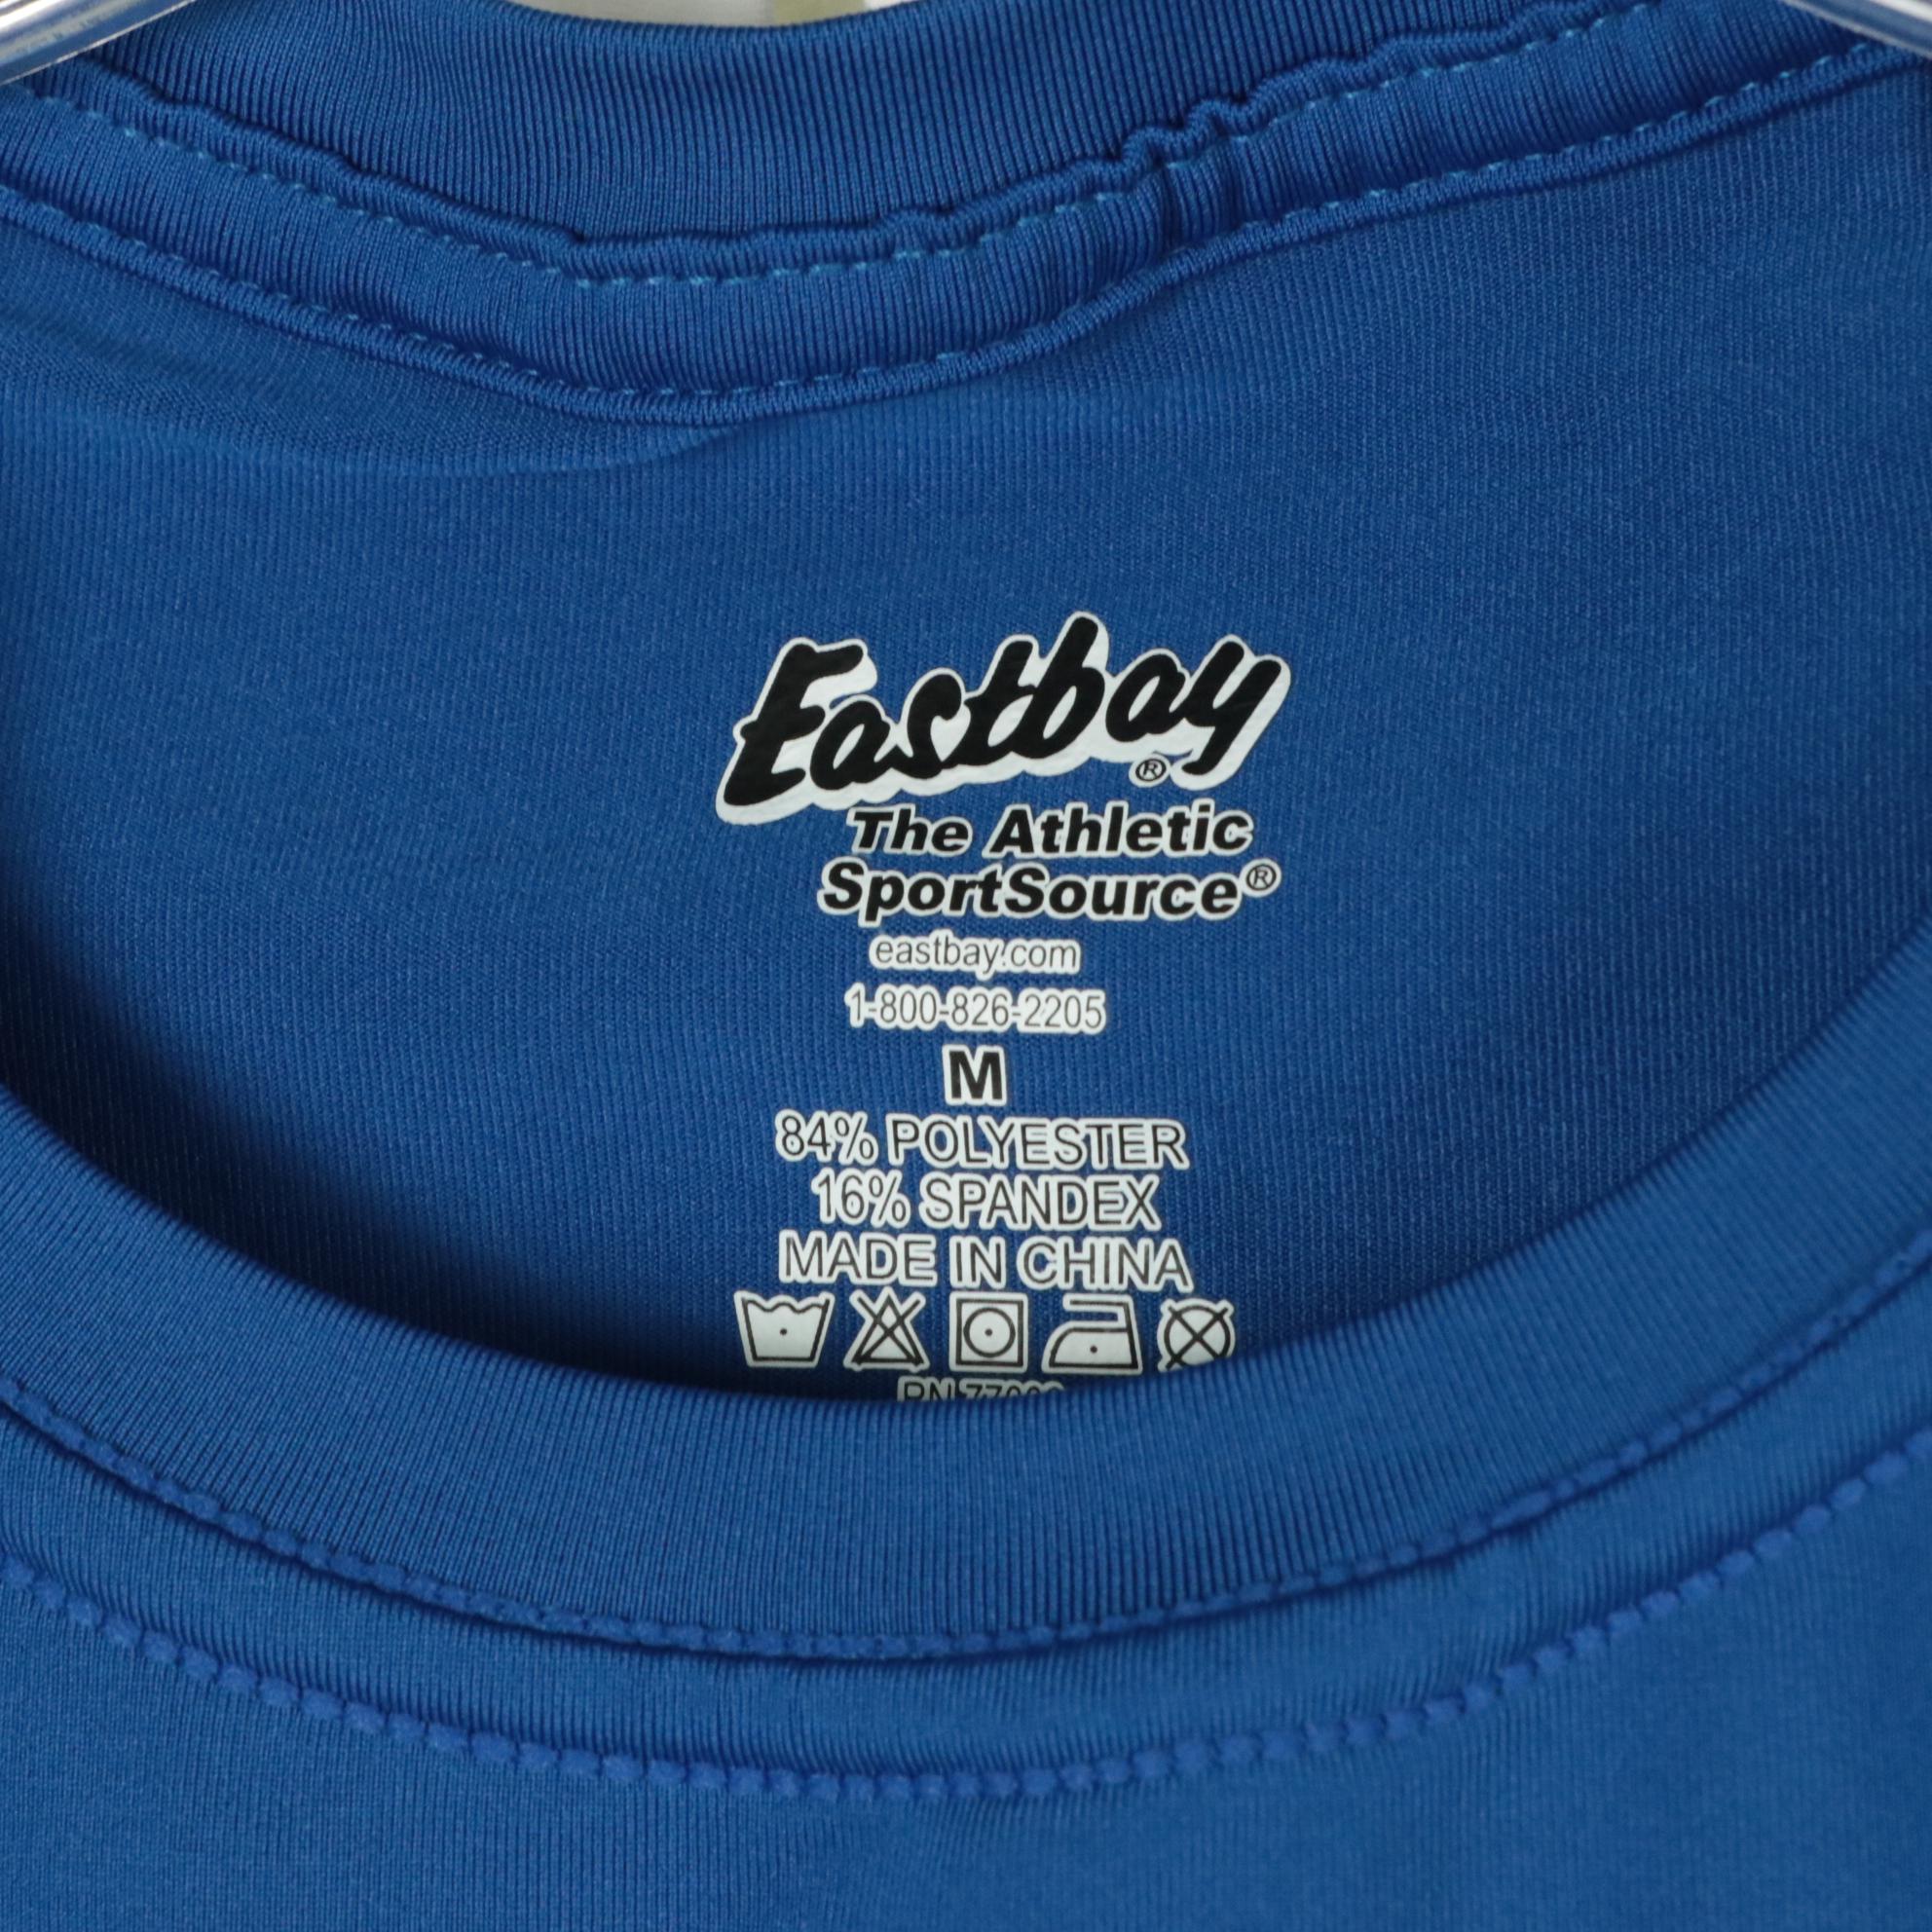 Eastbay®
The Athletic
SportSource®
eastbay.com
1-800-826-2205
M
84% POLYESTER
16% SPANDEX
MADE IN CHINA